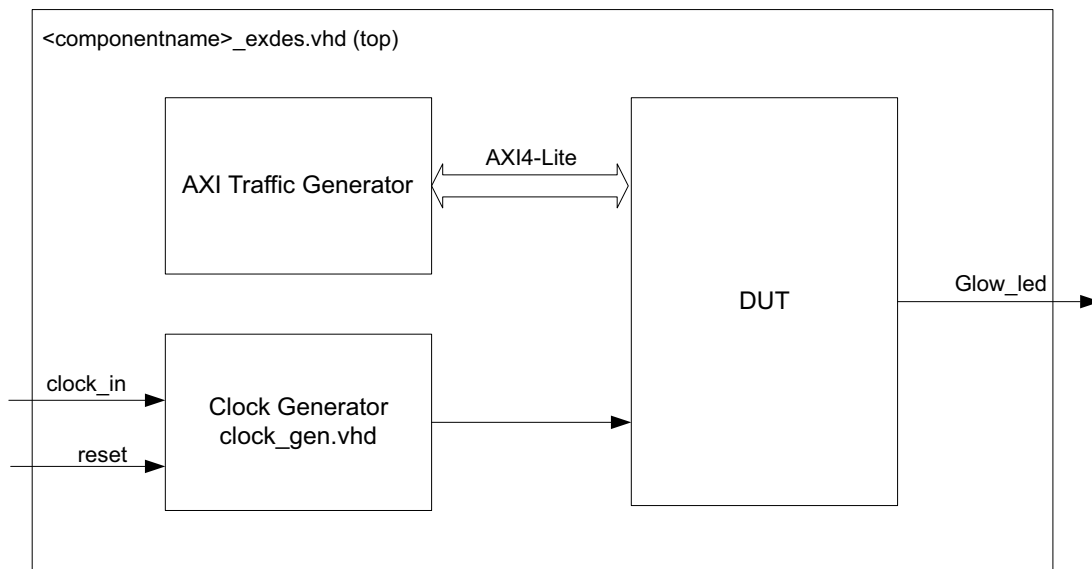 <componentname>_exdes.vhd (top)
AXI Traffic Generator
AXI4-Lite
DUT
Glow_led
clock_in
reset
Clock Generator
clock_gen.vhd